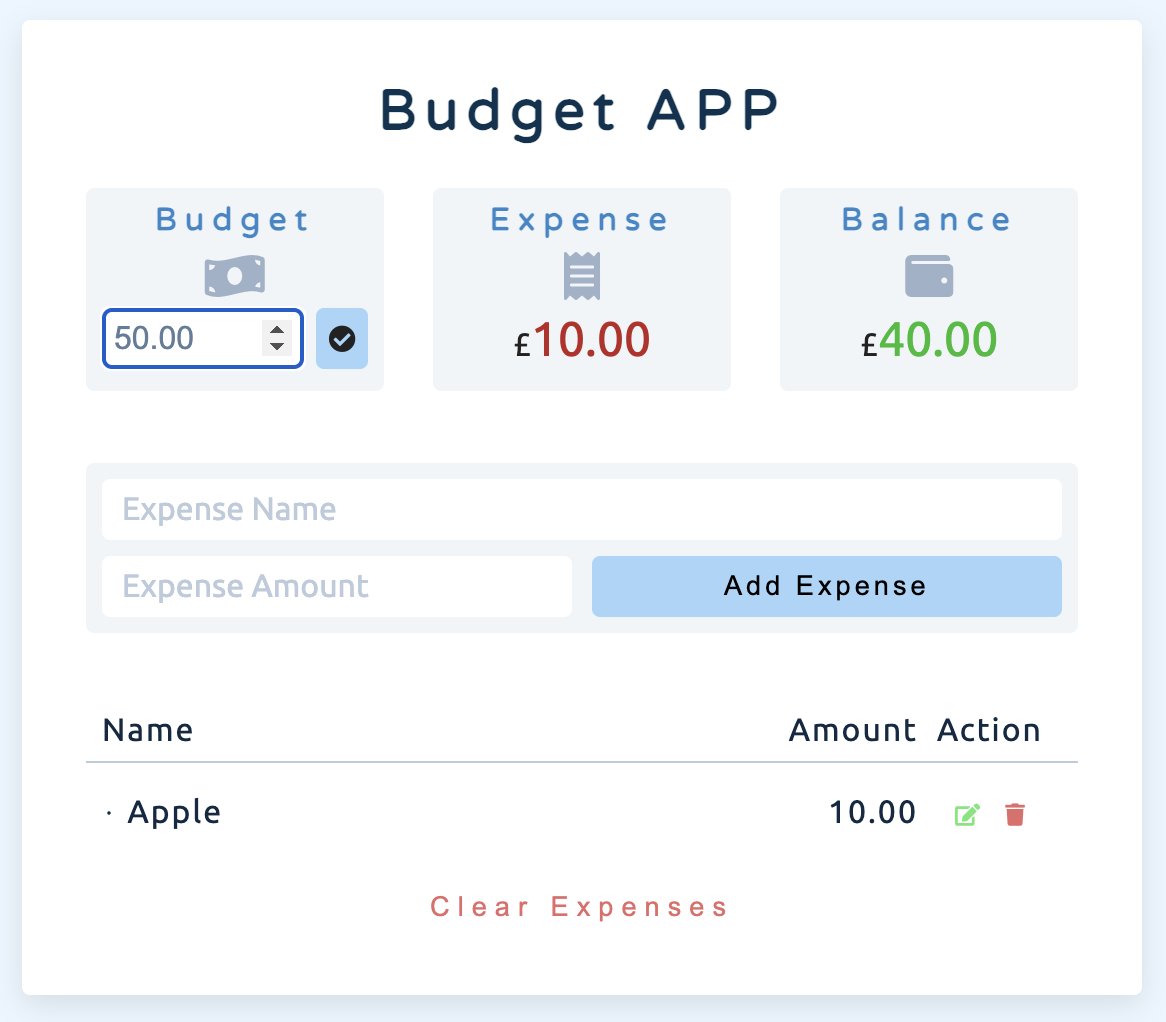 Budget APP
Budget
Expense
Balance
50.00
£10.00
£40.00
Expense Name
Expense Amount
Add Expense
Name Amount Action
· Apple 10.00
Clear Expenses